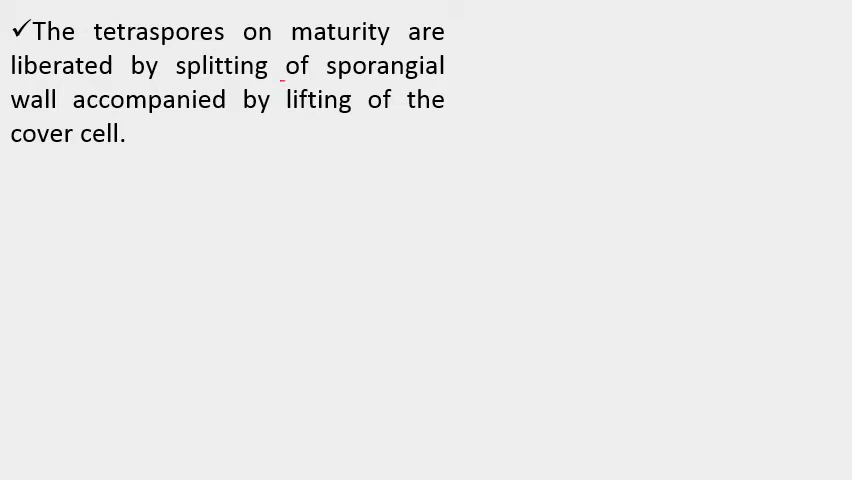 ✓The tetraspores on maturity are
liberated by splitting of sporangial
wall accompanied by lifting of the
cover cell.